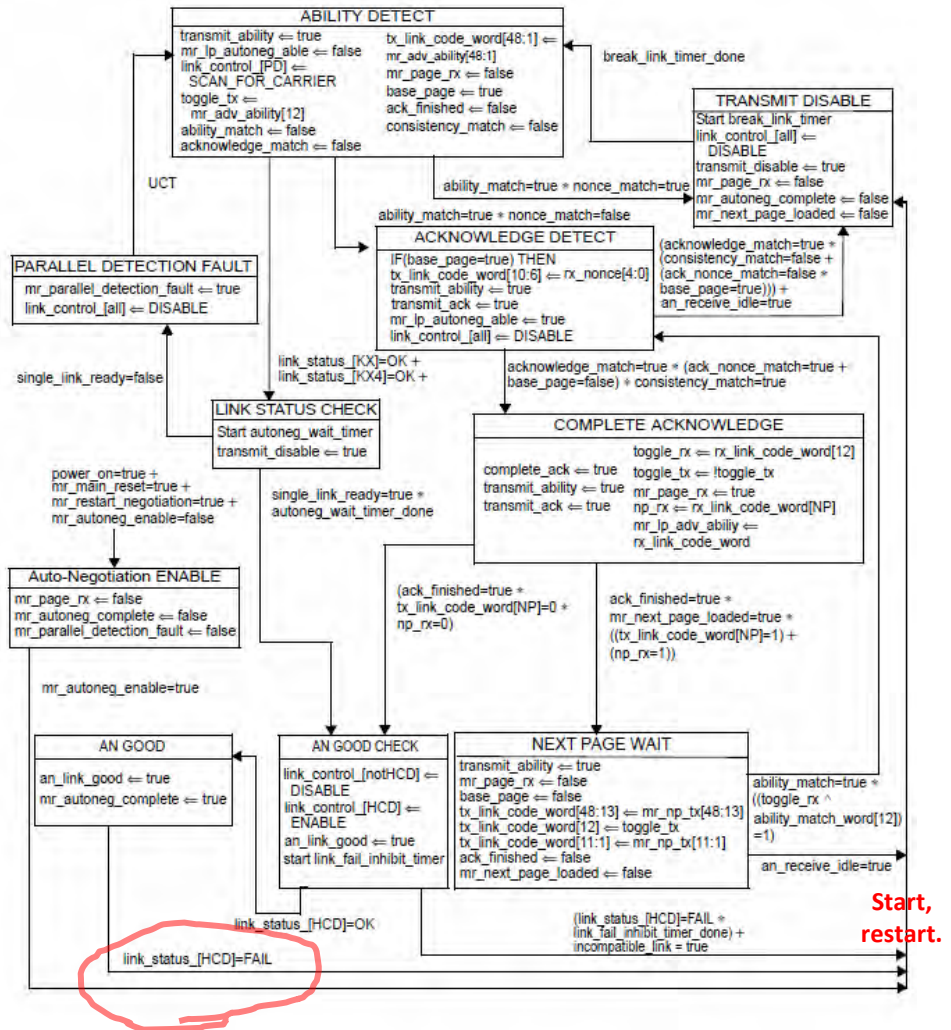 ABILITY DETECT
transmit_ability ⇐ true
mr_lp_autoneg_able ⇐ false
link_control_[PD] ⇐
SCAN_FOR_CARRIER
toggle_tx ⇐
mr_adv_ability[12]
ability_match ⇐ false
acknowledge_match ⇐ false
tx_link_code_word[48:1] ⇐
mr_adv_ability[48:1]
mr_page_rx ⇐ false
base_page ⇐ true
ack_finished ⇐ false
consistency_match ⇐ false
break_link_timer_done
TRANSMIT DISABLE
Start break_link_timer
link_control_[all] ⇐
DISABLE
transmit_disable ⇐ true
mr_page_rx ⇐ false
mr_autoneg_complete ⇐ false
mr_next_page_loaded ⇐ false
UCT
ability_match=true * nonce_match=true
ability_match=true * nonce_match=false
ACKNOWLEDGE DETECT
IF(base_page=true) THEN
tx_link_code_word[10:6] ⇐ rx_nonce[4:0]
transmit_ability ⇐ true
transmit_ack ⇐ true
mr_lp_autoneg_able ⇐ true
link_control_[all] ⇐ DISABLE
(acknowledge_match=true *
(consistency_match=false +
(ack_nonce_match=false *
base_page=true))) +
an_receive_idle=true
PARALLEL DETECTION FAULT
mr_parallel_detection_fault ⇐ true
link_control_[all] ⇐ DISABLE
single_link_ready=false
link_status_[KX]=OK +
link_status_[KX4]=OK +
acknowledge_match=true * (ack_nonce_match=true +
base_page=false) * consistency_match=true
LINK STATUS CHECK
Start autoneg_wait_timer
transmit_disable ⇐ true
COMPLETE ACKNOWLEDGE
complete_ack ⇐ true
transmit_ability ⇐ true
transmit_ack ⇐ true
toggle_rx ⇐ rx_link_code_word[12]
toggle_tx ⇐ !toggle_tx
mr_page_rx ⇐ true
np_rx ⇐ rx_link_code_word[NP]
mr_lp_adv_abiliy ⇐
rx_link_code_word
power_on=true +
mr_main_reset=true +
mr_restart_negotiation=true +
mr_autoneg_enable=false
single_link_ready=true *
autoneg_wait_timer_done
Auto-Negotiation ENABLE
mr_page_rx ⇐ false
mr_autoneg_complete ⇐ false
mr_parallel_detection_fault ⇐ false
(ack_finished=true *
tx_link_code_word[NP]=0 *
np_rx=0)
ack_finished=true *
mr_next_page_loaded=true *
((tx_link_code_word[NP]=1) +
(np_rx=1))
mr_autoneg_enable=true
AN GOOD
an_link_good ⇐ true
mr_autoneg_complete ⇐ true
AN GOOD CHECK
link_control_[notHCD] ⇐
DISABLE
link_control_[HCD] ⇐
ENABLE
an_link_good ⇐ true
start link_fail_inhibit_timer
NEXT PAGE WAIT
transmit_ability ⇐ true
mr_page_rx ⇐ false
base_page ⇐ false
tx_link_code_word[48:13] ⇐ mr_np_tx[48:13]
tx_link_code_word[12] ⇐ toggle_tx
tx_link_code_word[11:1] ⇐ mr_np_tx[11:1]
ack_finished ⇐ false
mr_next_page_loaded ⇐ false
ability_match=true *
((toggle_rx ^
ability_match_word[12])
=1)
an_receive_idle=true
link_status_[HCD]=OK
(link_status_[HCD]=FAIL *
link_fail_inhibit_timer_done) +
incompatible_link = true
Start,
restart.
link_status_[HCD]=FAIL